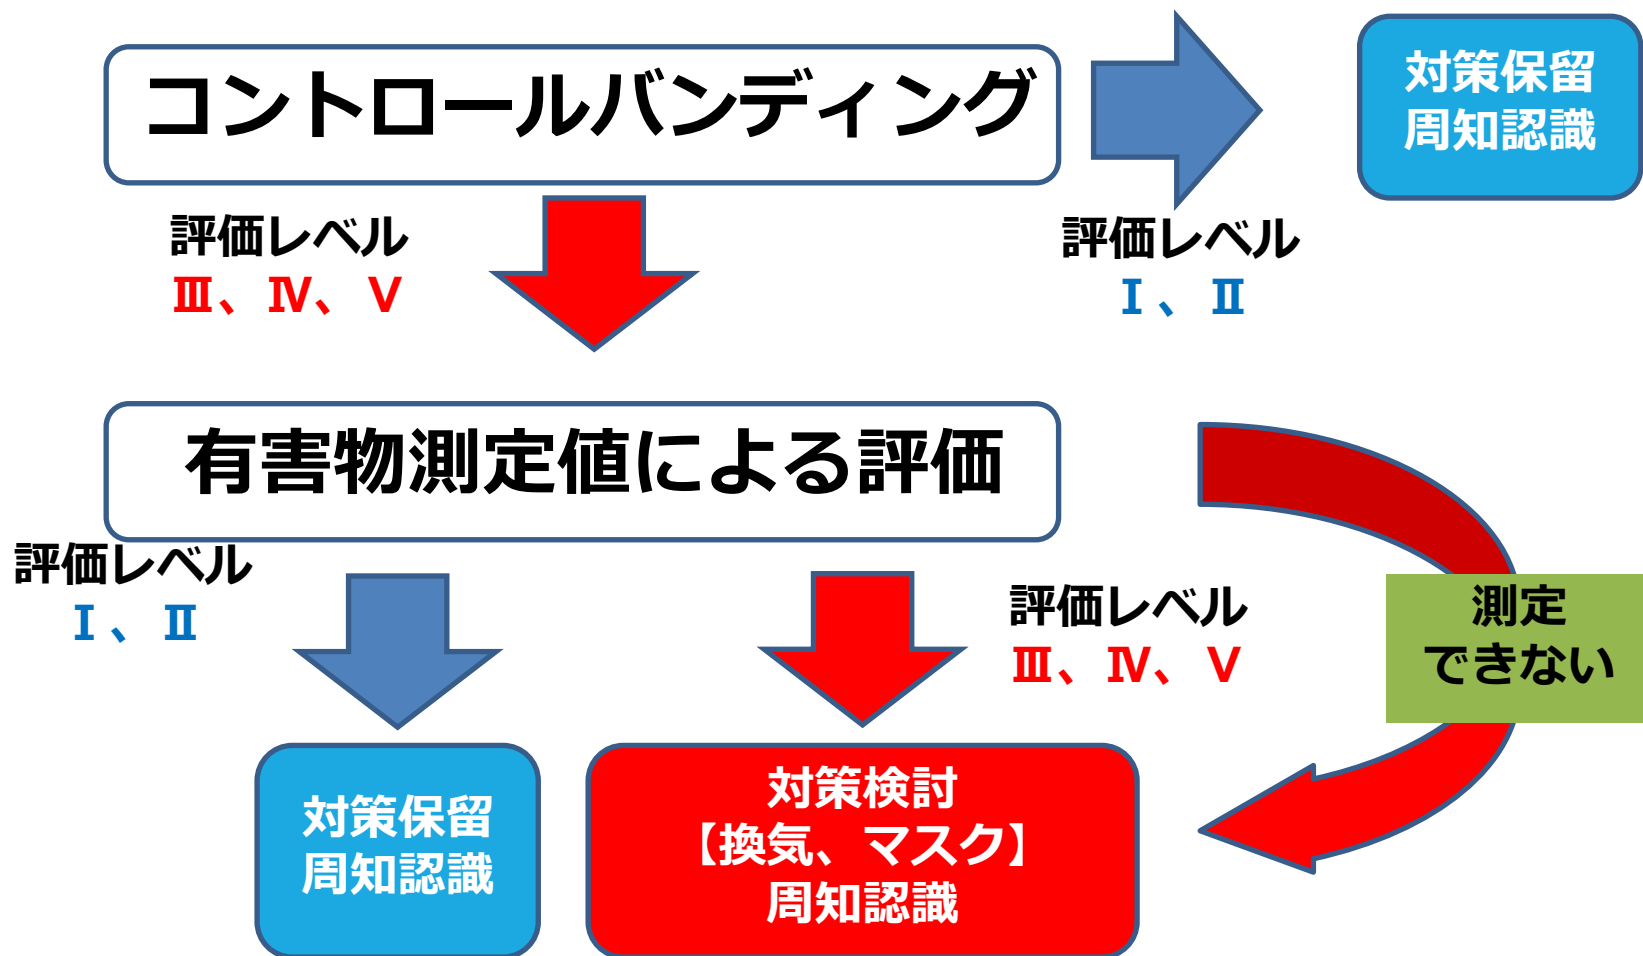 コントロールバンディング
対策保留
周知認識
評価レベル
Ⅲ、Ⅳ、Ⅴ
評価レベル
Ⅰ、Ⅱ
有害物測定値による評価
評価レベル
Ⅰ、Ⅱ
評価レベル
Ⅲ、Ⅳ、Ⅴ
測定
できない
対策保留
周知認識
対策検討
【換気、マスク】
周知認識